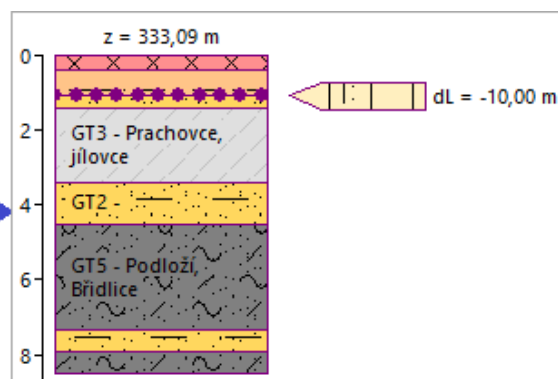 z = 333,09 m
0
dL = -10,00 m
2
GT3 - Prachovce,
jílovce
4
GT2 -
6
GT5 - Podloží,
Břidlice
8